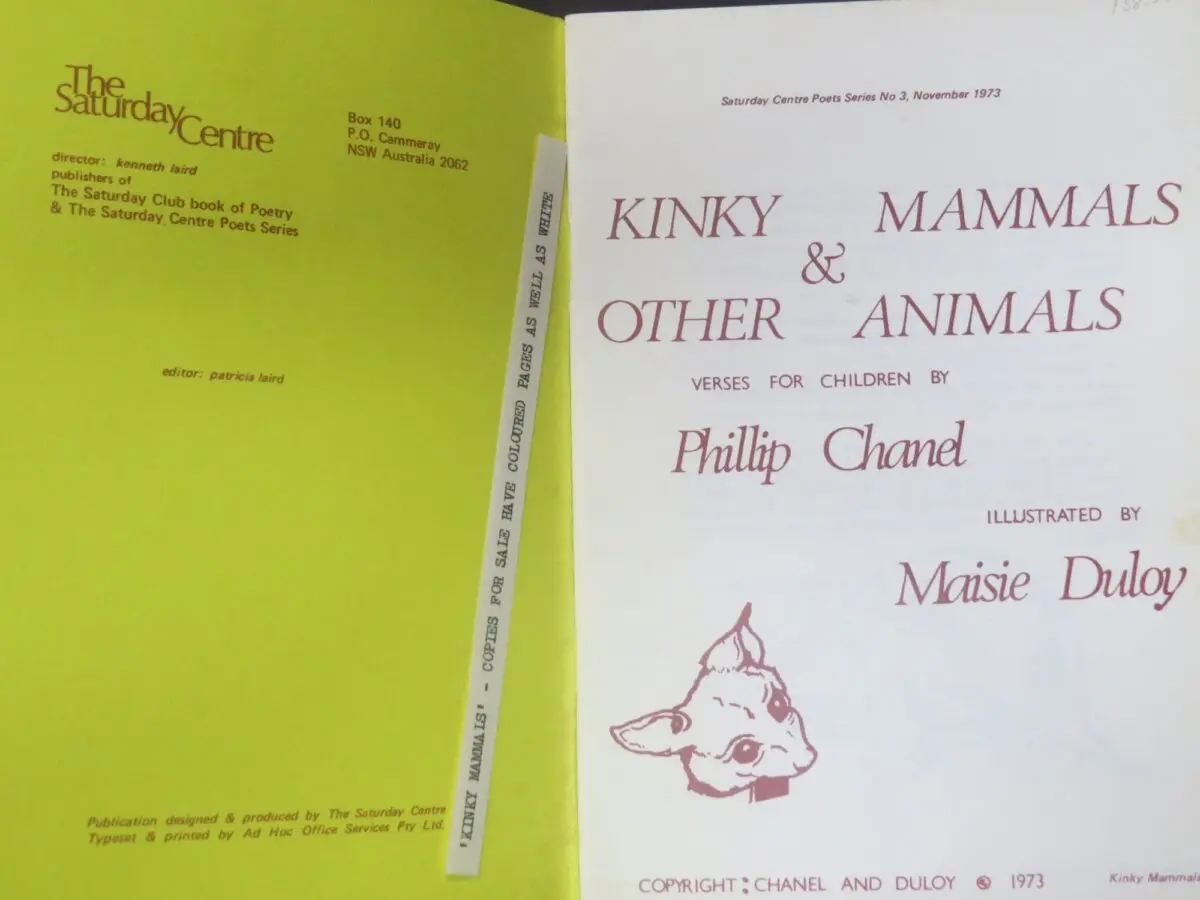 The
Saturday
Centre
director: kenneth laird
publishers of
The Saturday Club book of Poetry
& The Saturday Centre Poets Series
Box 140
P.O. Cammeray
NSW Australia 2062
editor: patricia laird
Publication designed & produced by The Saturday Centre
Typeset & printed by Ad Hoc Office Services Pty Ltd.
'KINKY MAMMALS' - COPIES FOR SALE HAVE COLOURED PAGES AS WELL AS WHITE
Saturday Centre Poets Series No 3, November 1973
KINKY MAMMALS
&
OTHER ANIMALS
VERSES FOR CHILDREN BY
Phillip Chanel
ILLUSTRATED BY
Maisie Duloy
COPYRIGHT: CHANEL AND DULOY © 1973
Kinky Mammals